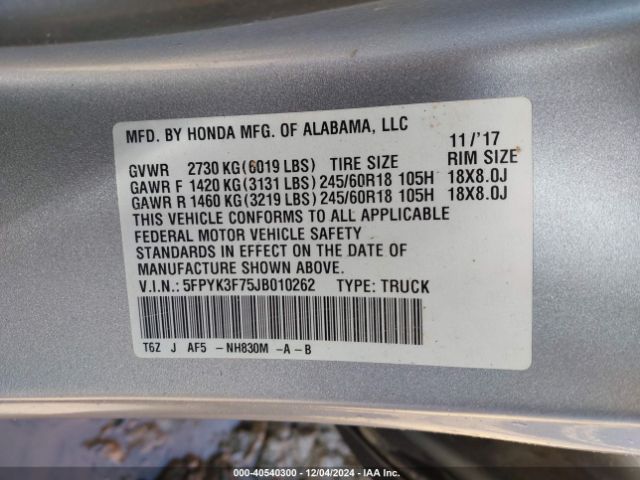 MFD. BY HONDA MFG. OF ALABAMA, LLC 11/'17
GVWR 2730 KG(6019 LBS) TIRE SIZE RIM SIZE
GAWR F 1420 KG(3131 LBS) 245/60R18 105H 18X8.0J
GAWR R 1460 KG(3219 LBS) 245/60R18 105H 18X8.0J
THIS VEHICLE CONFORMS TO ALL APPLICABLE
FEDERAL MOTOR VEHICLE SAFETY
STANDARDS IN EFFECT ON THE DATE OF
MANUFACTURE SHOWN ABOVE.
V.I.N.: 5FPYK3F75JB010262 TYPE: TRUCK
T6Z J AF5 - NH830M -A - B
000-40540300 - 12/04/2024 - IAA Inc.